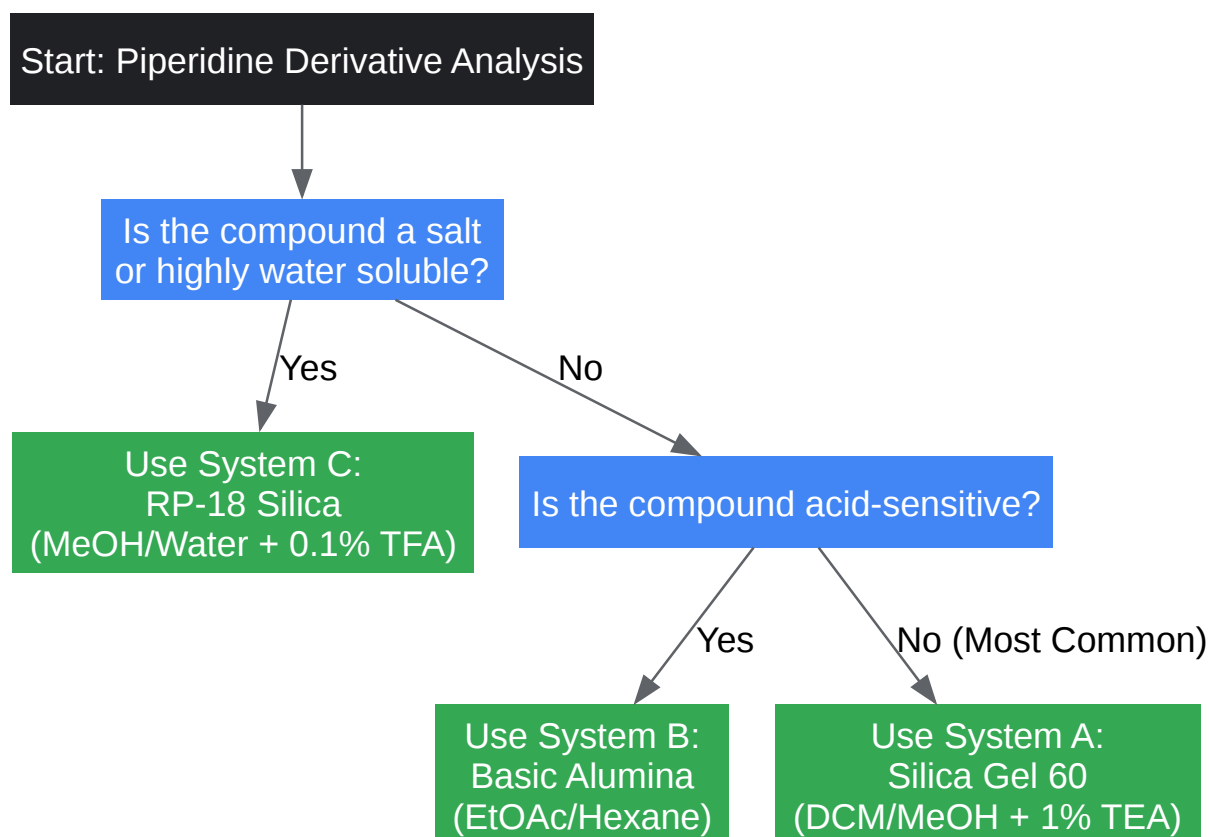 Start: Piperidine Derivative Analysis
Is the compound a salt
or highly water soluble?
Yes
No
Use System C:
RP-18 Silica
(MeOH/Water + 0.1% TFA)
Is the compound acid-sensitive?
Yes
No (Most Common)
Use System B:
Basic Alumina
(EtOAc/Hexane)
Use System A:
Silica Gel 60
(DCM/MeOH + 1% TEA)